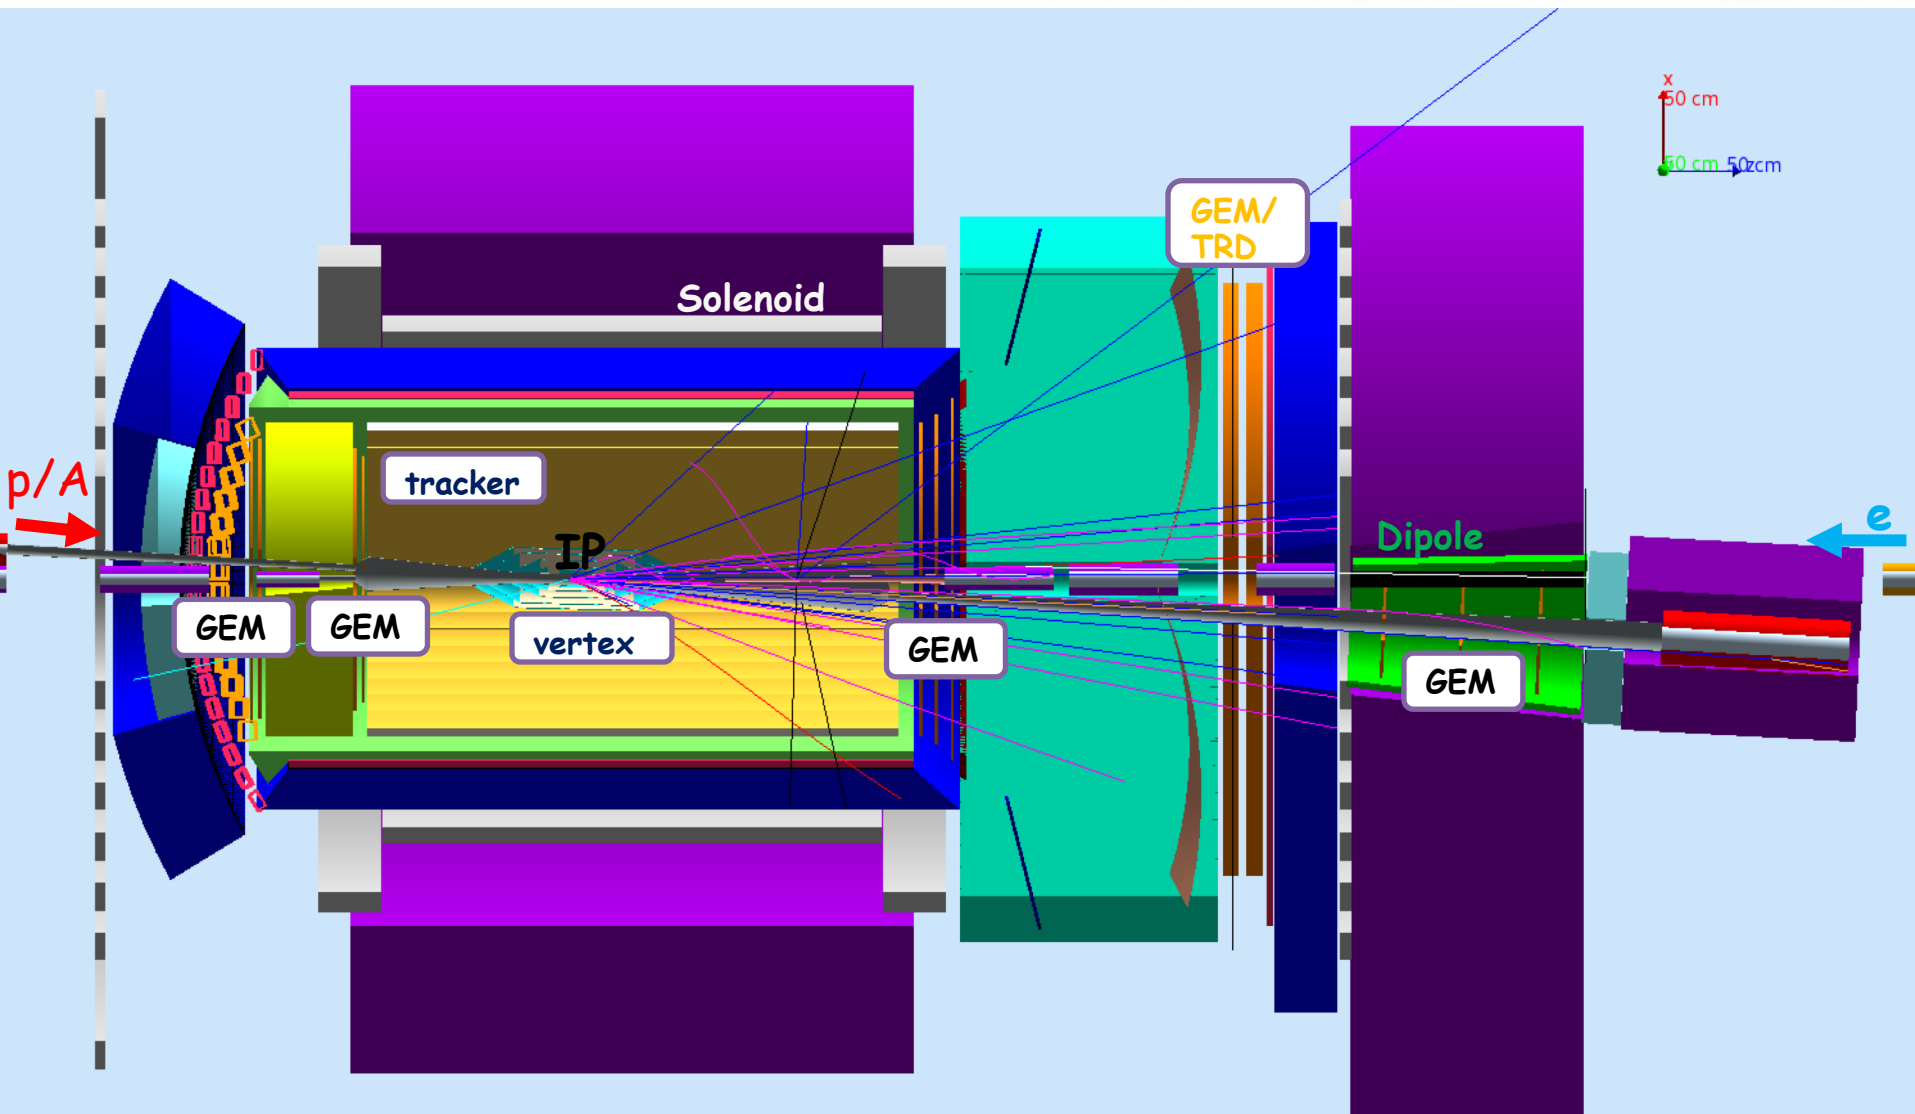 x
50 cm
50 cm 50 cm
z
GEM/
TRD
Solenoid
p/A
tracker
e
Dipole
IP
GEM
GEM
vertex
GEM
GEM